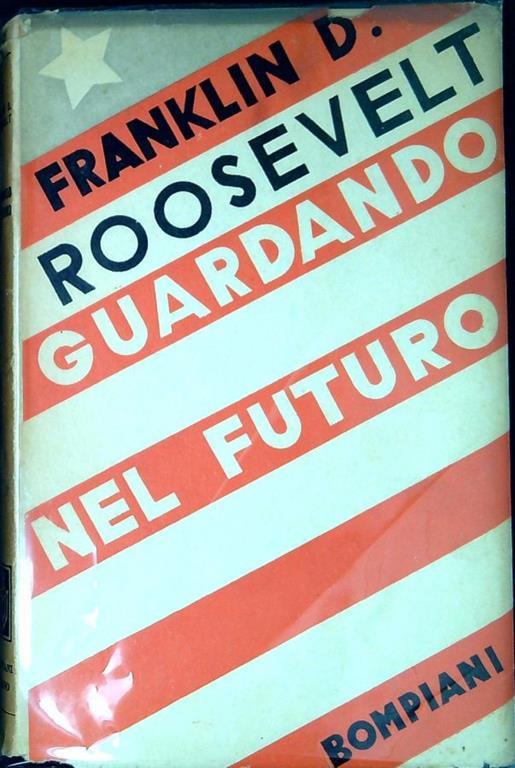 FRANKLIN D.
ROOSEVELT
GUARDANDO
NEL FUTURO
BOMPIANI